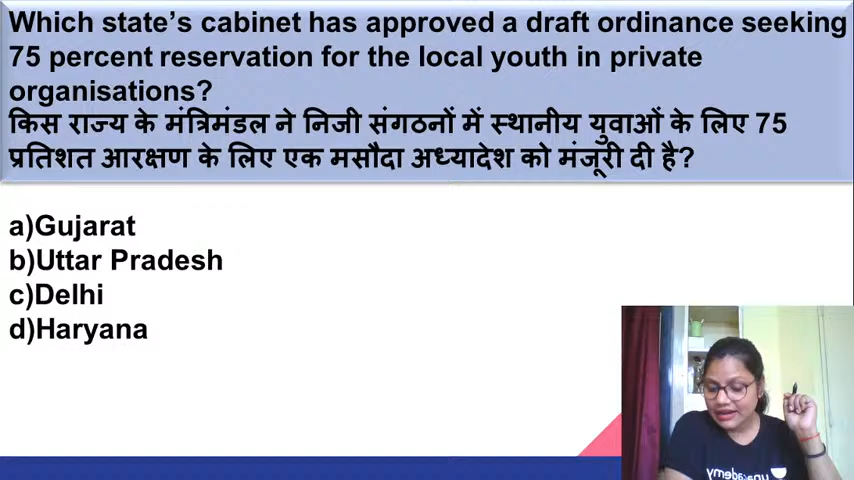 Which state's cabinet has approved a draft ordinance seeking
75 percent reservation for the local youth in private
organisations?
किस राज्य के मंत्रिमंडल ने निजी संगठनों में स्थानीय युवाओं के लिए 75
प्रतिशत आरक्षण के लिए एक मसौदा अध्यादेश को मंजूरी दी है?
a)Gujarat
b)Uttar Pradesh
c)Delhi
d)Haryana
unacademy